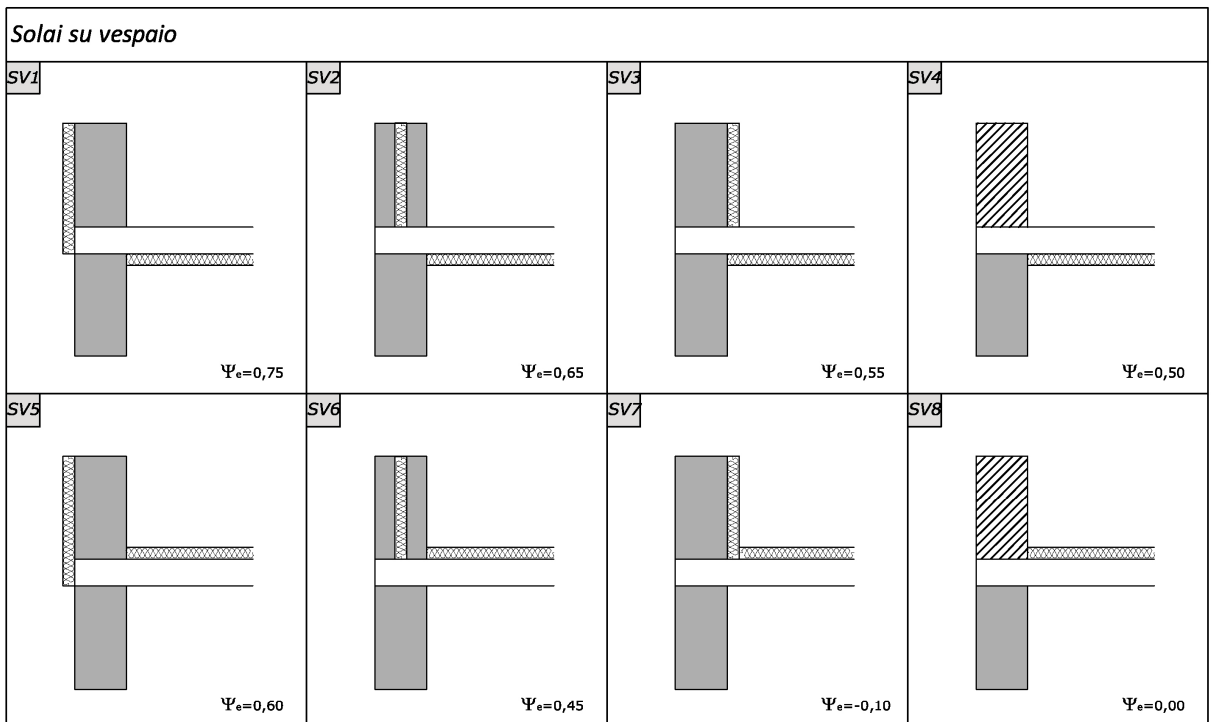 Solai su vespaio
SV1
SV2
SV3
SV4
Ψe=0,75
Ψe=0,65
Ψe=0,55
Ψe=0,50
SV5
SV6
SV7
SV8
Ψe=0,60
Ψe=0,45
Ψe=-0,10
Ψe=0,00